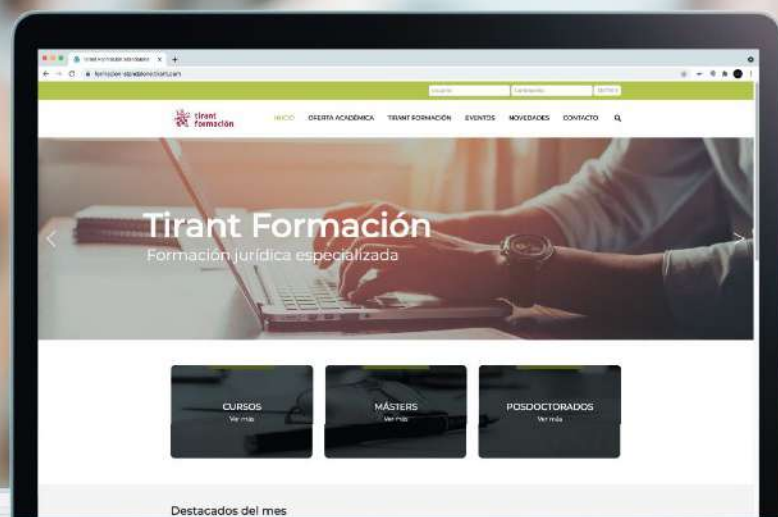 tirant
formación
INICIO OFERTA ACADÉMICA TIRANT FORMACIÓN EVENTOS NOVEDADES CONTACTO
Tirant Formación
Formación jurídica especializada
CURSOS MÁSTERS POSDOCTORADOS
Ver más Ver más Ver más
Destacados del mes